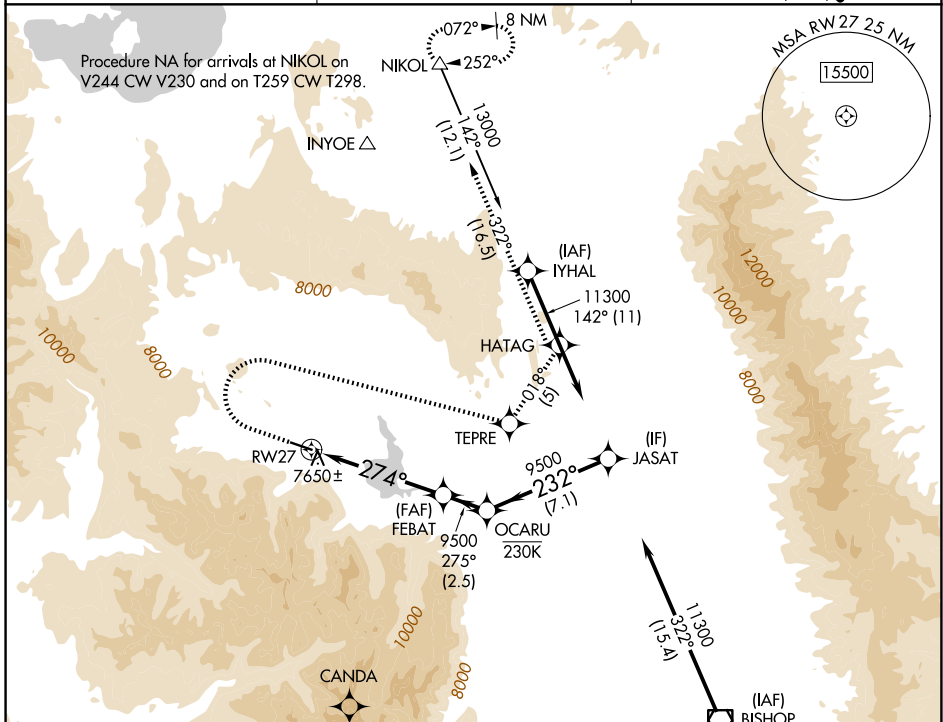 072°
8 NM
252°
NIKOL
Procedure NA for arrivals at NIKOL on
V244 CW V230 and on T259 CW T298.
MSA RW27 25 NM
15500
INYOE
13000
142°
(12.1)
322°
(16.5)
(IAF)
IYHAL
11300
142° (11)
HATAG
018°
(5)
TEPRE
8000
10000
8000
12000
10000
8000
RW27
7650±
274°
(FAF)
FEBAT
9500
275°
(2.5)
OCARU
230K
9500
232°
(7.1)
(IF)
JASAT
11300
322°
(15.4)
10000
8000
CANDA
(IAF)
BISHOP